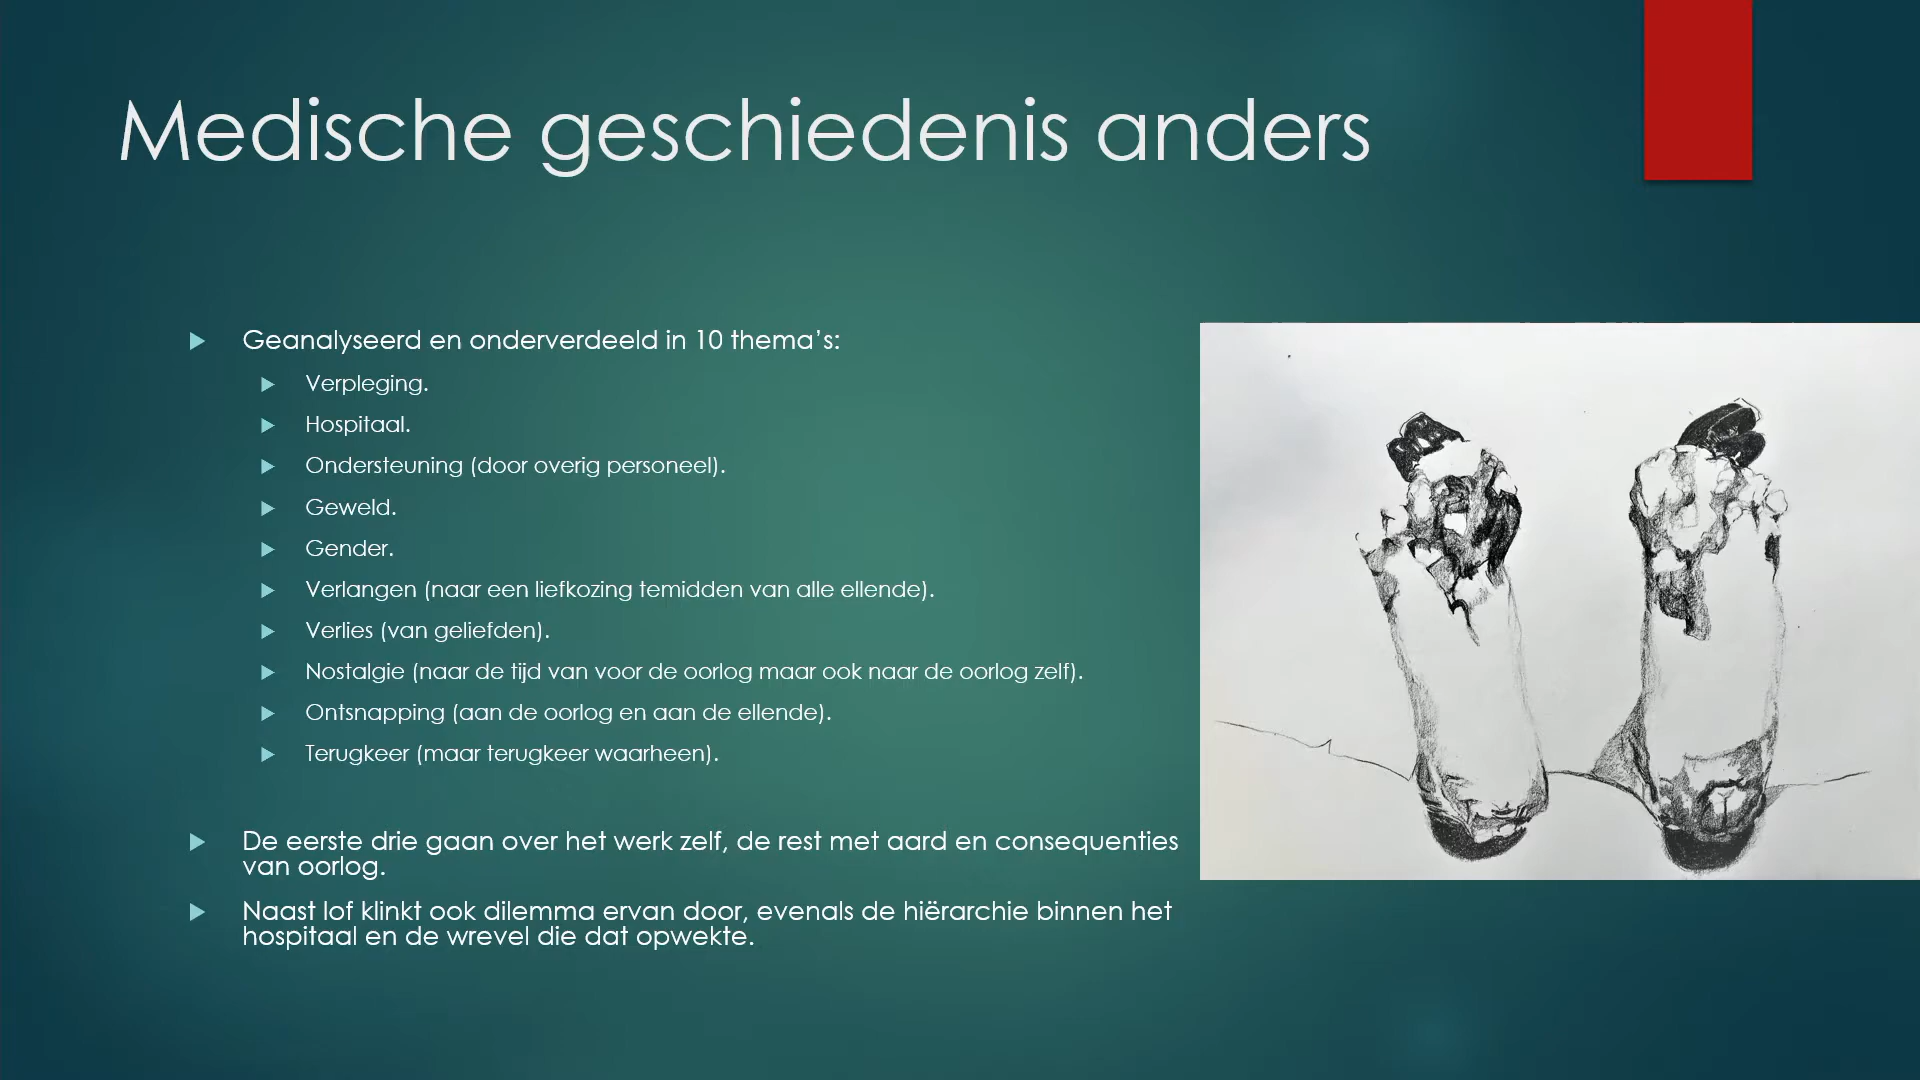 Medische geschiedenis anders
Geanalyseerd en onderverdeeld in 10 thema's:
Verpleging.
Hospitaal.
Ondersteuning (door overig personeel).
Geweld.
Gender.
Verlangen (naar een liefkozing temidden van alle ellende).
Verlies (van geliefden).
Nostalgie (naar de tijd van voor de oorlog maar ook naar de oorlog zelf).
Ontsnapping (aan de oorlog en aan de ellende).
Terugkeer (maar terugkeer waarheen).
De eerste drie gaan over het werk zelf, de rest met aard en consequenties
van oorlog.
Naast lof klinkt ook dilemma ervan door, evenals de hiërarchie binnen het
hospitaal en de wrevel die dat opwekte.